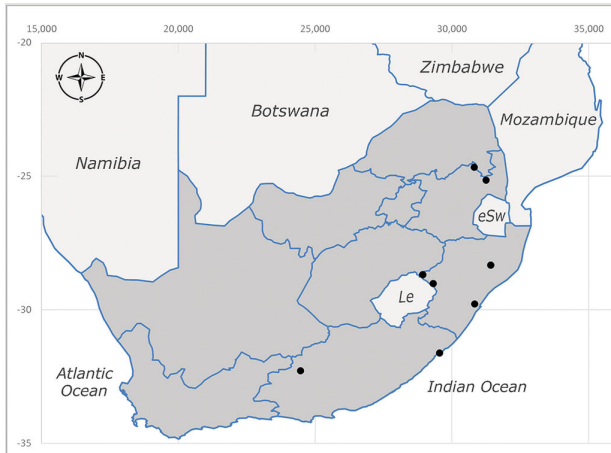 15,000 20,000 25,000 30,000 35,000
-20
N
W E
S
Zimbabwe
Botswana
Mozambique
Namibia
-25
eSw
Le
-30
Atlantic
Ocean
Indian Ocean
-35